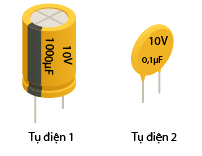 10V
1000µF
10V
0,1µF
Tụ điện 1
Tụ điện 2